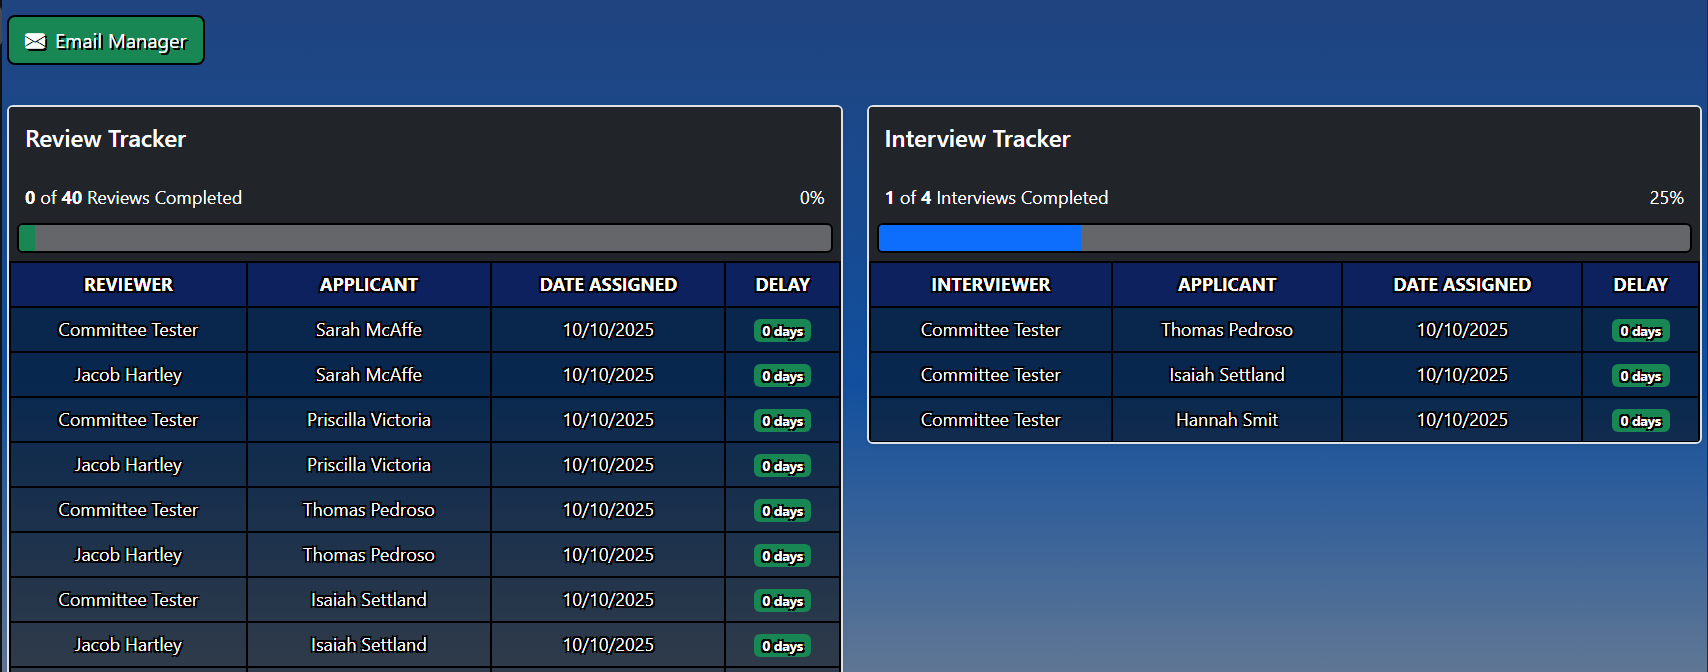 Email Manager
Review Tracker
0 of 40 Reviews Completed 0%
REVIEWER APPLICANT DATE ASSIGNED DELAY
Committee Tester Sarah McAffe 10/10/2025 0 days
Jacob Hartley Sarah McAffe 10/10/2025 0 days
Committee Tester Priscilla Victoria 10/10/2025 0 days
Jacob Hartley Priscilla Victoria 10/10/2025 0 days
Committee Tester Thomas Pedroso 10/10/2025 0 days
Jacob Hartley Thomas Pedroso 10/10/2025 0 days
Committee Tester Isaiah Settland 10/10/2025 0 days
Jacob Hartley Isaiah Settland 10/10/2025 0 days
Interview Tracker
1 of 4 Interviews Completed 25%
INTERVIEWER APPLICANT DATE ASSIGNED DELAY
Committee Tester Thomas Pedroso 10/10/2025 0 days
Committee Tester Isaiah Settland 10/10/2025 0 days
Committee Tester Hannah Smit 10/10/2025 0 days